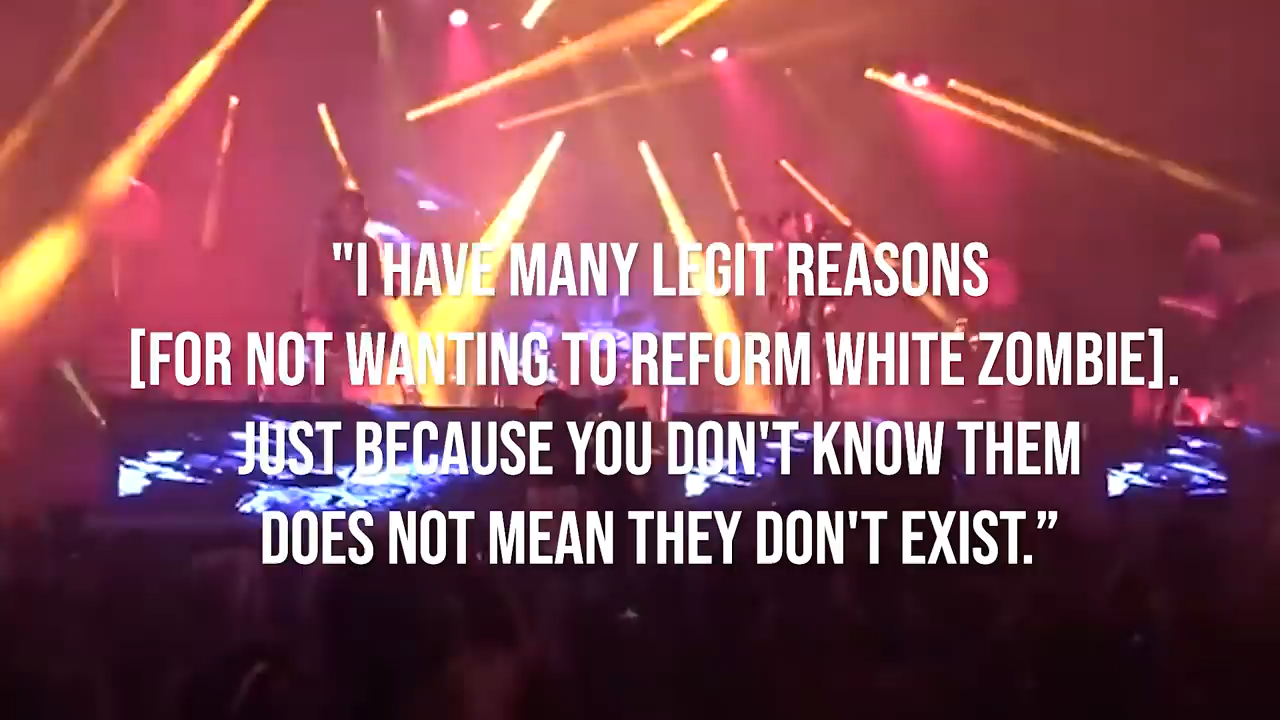 "I HAVE MANY LEGIT REASONS
[FOR NOT WANTING TO REFORM WHITE ZOMBIE].
JUST BECAUSE YOU DON'T KNOW THEM
DOES NOT MEAN THEY DON'T EXIST.”